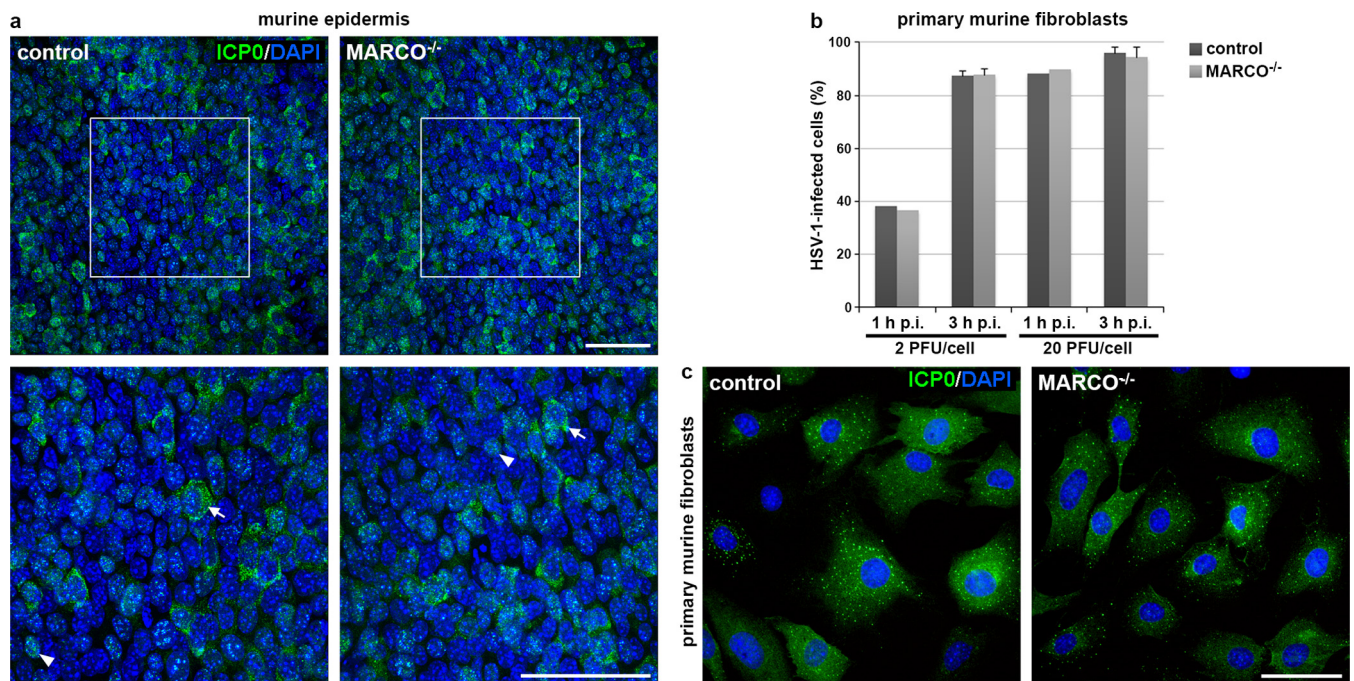 a
murine epidermis
control
ICP0/DAPI
MARCO-/-
b
primary murine fibroblasts
HSV-1-infected cells (%)
100
80
60
40
20
0
control
MARCO-/-
1 h p.i.
3 h p.i.
1 h p.i.
3 h p.i.
2 PFU/cell
20 PFU/cell
c
primary murine fibroblasts
control
ICP0/DAPI
MARCO-/-